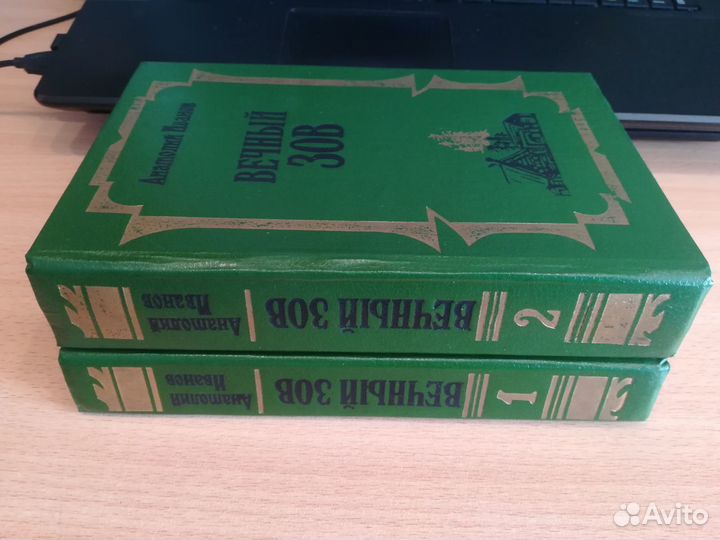 Анатолий Иванов
ВЕЧНЫЙ
ЗОВ
Анатолий
Иванов
ВЕЧНЫЙ ЗОВ
2
Анатолий
Иванов
ВЕЧНЫЙ ЗОВ
1
Avito